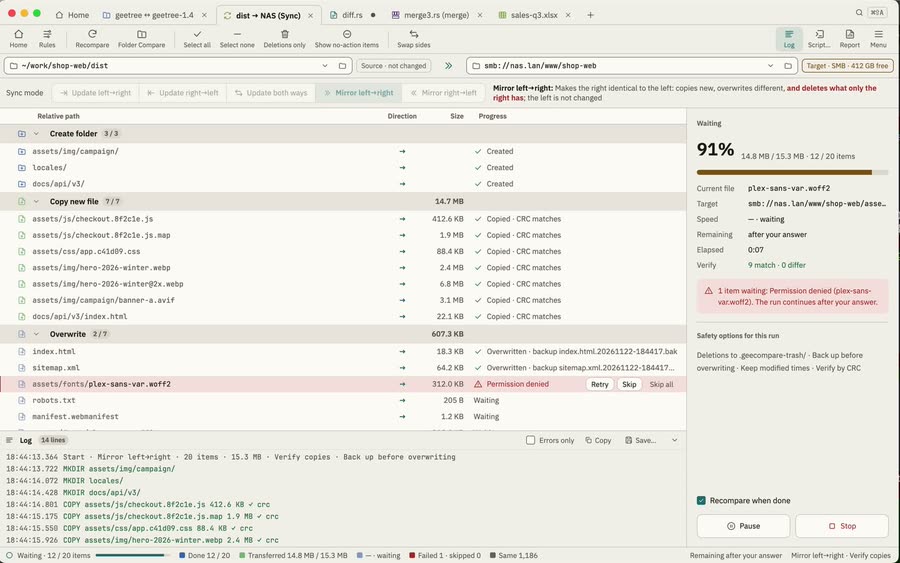 Home
geetree ↔ geetree-1.4 ×
dist → NAS (Sync) ×
diff.rs ●
merge3.rs (merge) ×
sales-q3.xlsx ×
+
⌘⇧A
Home
Rules
Recompare
Folder Compare
Select all
Select none
Deletions only
Show no-action items
Swap sides
Log
Script…
Report
Menu
~/work/shop-web/dist
Source · not changed
smb://nas.lan/www/shop-web
Target · SMB · 412 GB free
Sync mode
Update left→right
Update right→left
Update both ways
Mirror left→right
Mirror right→left
Mirror left→right: Makes the right identical to the left: copies new, overwrites different, and deletes what only the
right has; the left is not changed
Relative path Direction Size Progress
Create folder 3 / 3
assets/img/campaign/ → ✓ Created
locales/ → ✓ Created
docs/api/v3/ → ✓ Created
Copy new file 7 / 7 14.7 MB
assets/js/checkout.8f2c1e.js → 412.6 KB ✓ Copied · CRC matches
assets/js/checkout.8f2c1e.js.map → 1.9 MB ✓ Copied · CRC matches
assets/css/app.c41d09.css → 88.4 KB ✓ Copied · CRC matches
assets/img/hero-2026-winter.webp → 2.4 MB ✓ Copied · CRC matches
assets/img/hero-2026-winter@2x.webp → 6.8 MB ✓ Copied · CRC matches
assets/img/campaign/banner-a.avif → 3.1 MB ✓ Copied · CRC matches
docs/api/v3/index.html → 22.1 KB ✓ Copied · CRC matches
Overwrite 2 / 7 607.3 KB
index.html → 18.3 KB ✓ Overwritten · backup index.html.20261122-184417.bak
sitemap.xml → 64.2 KB ✓ Overwritten · backup sitemap.xml.20261122-184417…
assets/fonts/plex-sans-var.woff2 → 312.0 KB Permission denied Retry Skip Skip all
robots.txt → 205 B Waiting
manifest.webmanifest → 1.2 KB Waiting
Waiting
91% 14.8 MB / 15.3 MB · 12 / 20 items
Current file plex-sans-var.woff2
Target smb://nas.lan/www/shop-web/asse…
Speed — · waiting
Remaining after your answer
Elapsed 0:07
Verify 9 match · 0 differ
1 item waiting: Permission denied (plex-sans-
var.woff2). The run continues after your answer.
Safety options for this run
Deletions to .geecompare-trash/ · Back up before
overwriting · Keep modified times · Verify by CRC
Recompare when done
Pause
Stop
Log 14 lines
Errors only
Copy
Save…
18:44:13.364 Start · Mirror left→right · 20 items · 15.3 MB · Verify copies · Back up before overwriting
18:44:13.722 MKDIR assets/img/campaign/
18:44:14.072 MKDIR locales/
18:44:14.428 MKDIR docs/api/v3/
18:44:14.801 COPY assets/js/checkout.8f2c1e.js 412.6 KB ✓ crc
18:44:15.175 COPY assets/js/checkout.8f2c1e.js.map 1.9 MB ✓ crc
18:44:15.550 COPY assets/css/app.c41d09.css 88.4 KB ✓ crc
18:44:15.926 COPY assets/img/hero-2026-winter.webp 2.4 MB ✓ crc
Waiting · 12 / 20 items
Done 12 / 20
Transferred 14.8 MB / 15.3 MB
— · waiting
Failed 1 · skipped 0
Same 1,186
Remaining after your answer
Mirror left→right · Verify copies